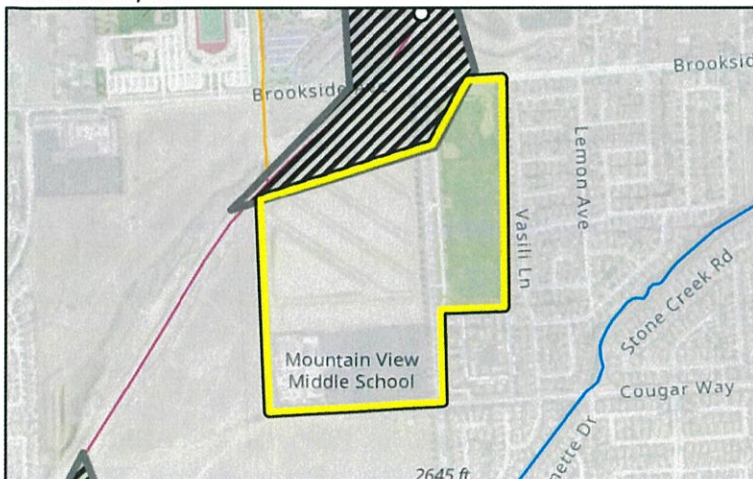 Brookside Ave
Brooksid
Lemon Ave
Vasili Ln
Stone Creek Rd
Mountain View
Middle School
Cougar Way
nette Dr
2645 ft